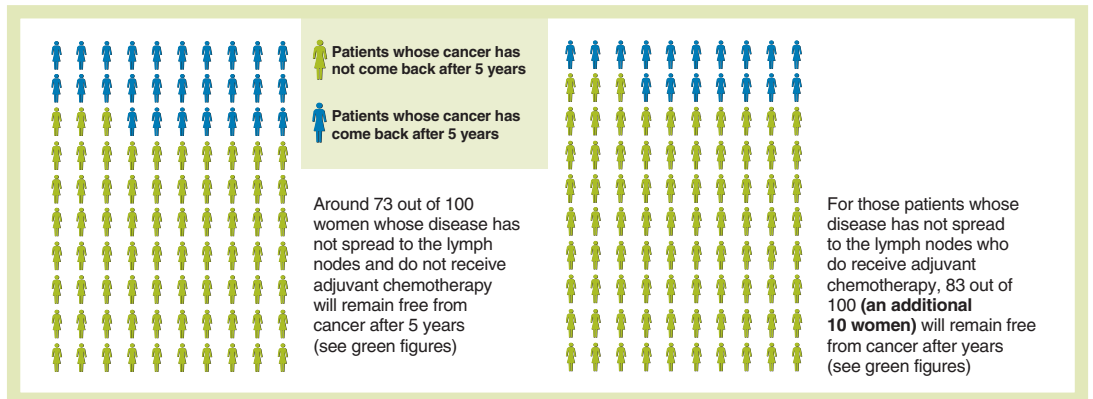 Patients whose cancer has
not come back after 5 years
Patients whose cancer has
come back after 5 years
Around 73 out of 100
women whose disease has
not spread to the lymph
nodes and do not receive
adjuvant chemotherapy
will remain free from
cancer after 5 years
(see green figures)
For those patients whose
disease has not spread
to the lymph nodes who
do receive adjuvant
chemotherapy, 83 out of
100 (an additional
10 women) will remain free
from cancer after years
(see green figures)